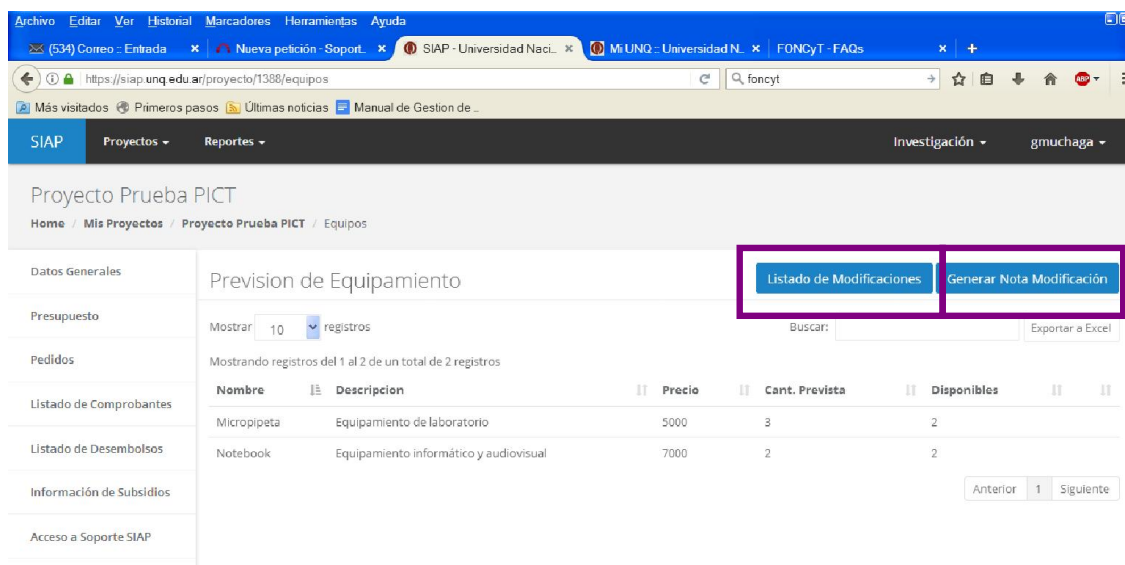 Archivo Editar Ver Historial Marcadores Herramientas Ayuda
(534) Correo :: Entrada × Nueva petición - Soport... × SIAP - Universidad Naci... × Mi UNQ :: Universidad N... × FONCyT - FAQs × +
https://siap.unq.edu.ar/proyecto/1388/equipos foncyt ABP
Más visitados Primeros pasos Últimas noticias Manual de Gestion de ...
SIAP Proyectos Reportes Investigación gmuchaga
Proyecto Prueba PICT
Home / Mis Proyectos / Proyecto Prueba PICT / Equipos
Datos Generales
Presupuesto
Pedidos
Listado de Comprobantes
Listado de Desembolsos
Información de Subsidios
Acceso a Soporte SIAP
Prevision de Equipamiento Listado de Modificaciones Generar Nota Modificación
Mostrar 10 registros Buscar: Exportar a Excel
Mostrando registros del 1 al 2 de un total de 2 registros
Nombre Descripcion Precio Cant. Prevista Disponibles
Micropipeta Equipamiento de laboratorio 5000 3 2
Notebook Equipamiento informático y audiovisual 7000 2 2
Anterior 1 Siguiente